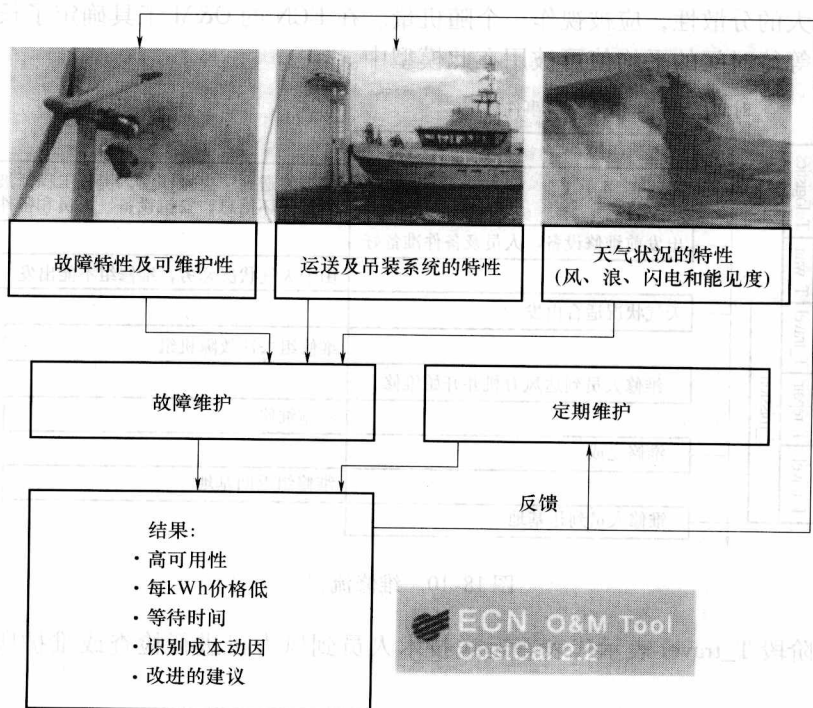 故障特性及可维护性
运送及吊装系统的特性
天气状况的特性
(风、浪、闪电和能见度)
故障维护
定期维护
反馈
结果:
·高可用性
·每kWh价格低
·等待时间
·识别成本动因
·改进的建议
ECN O&M Tool
CostCal 2.2